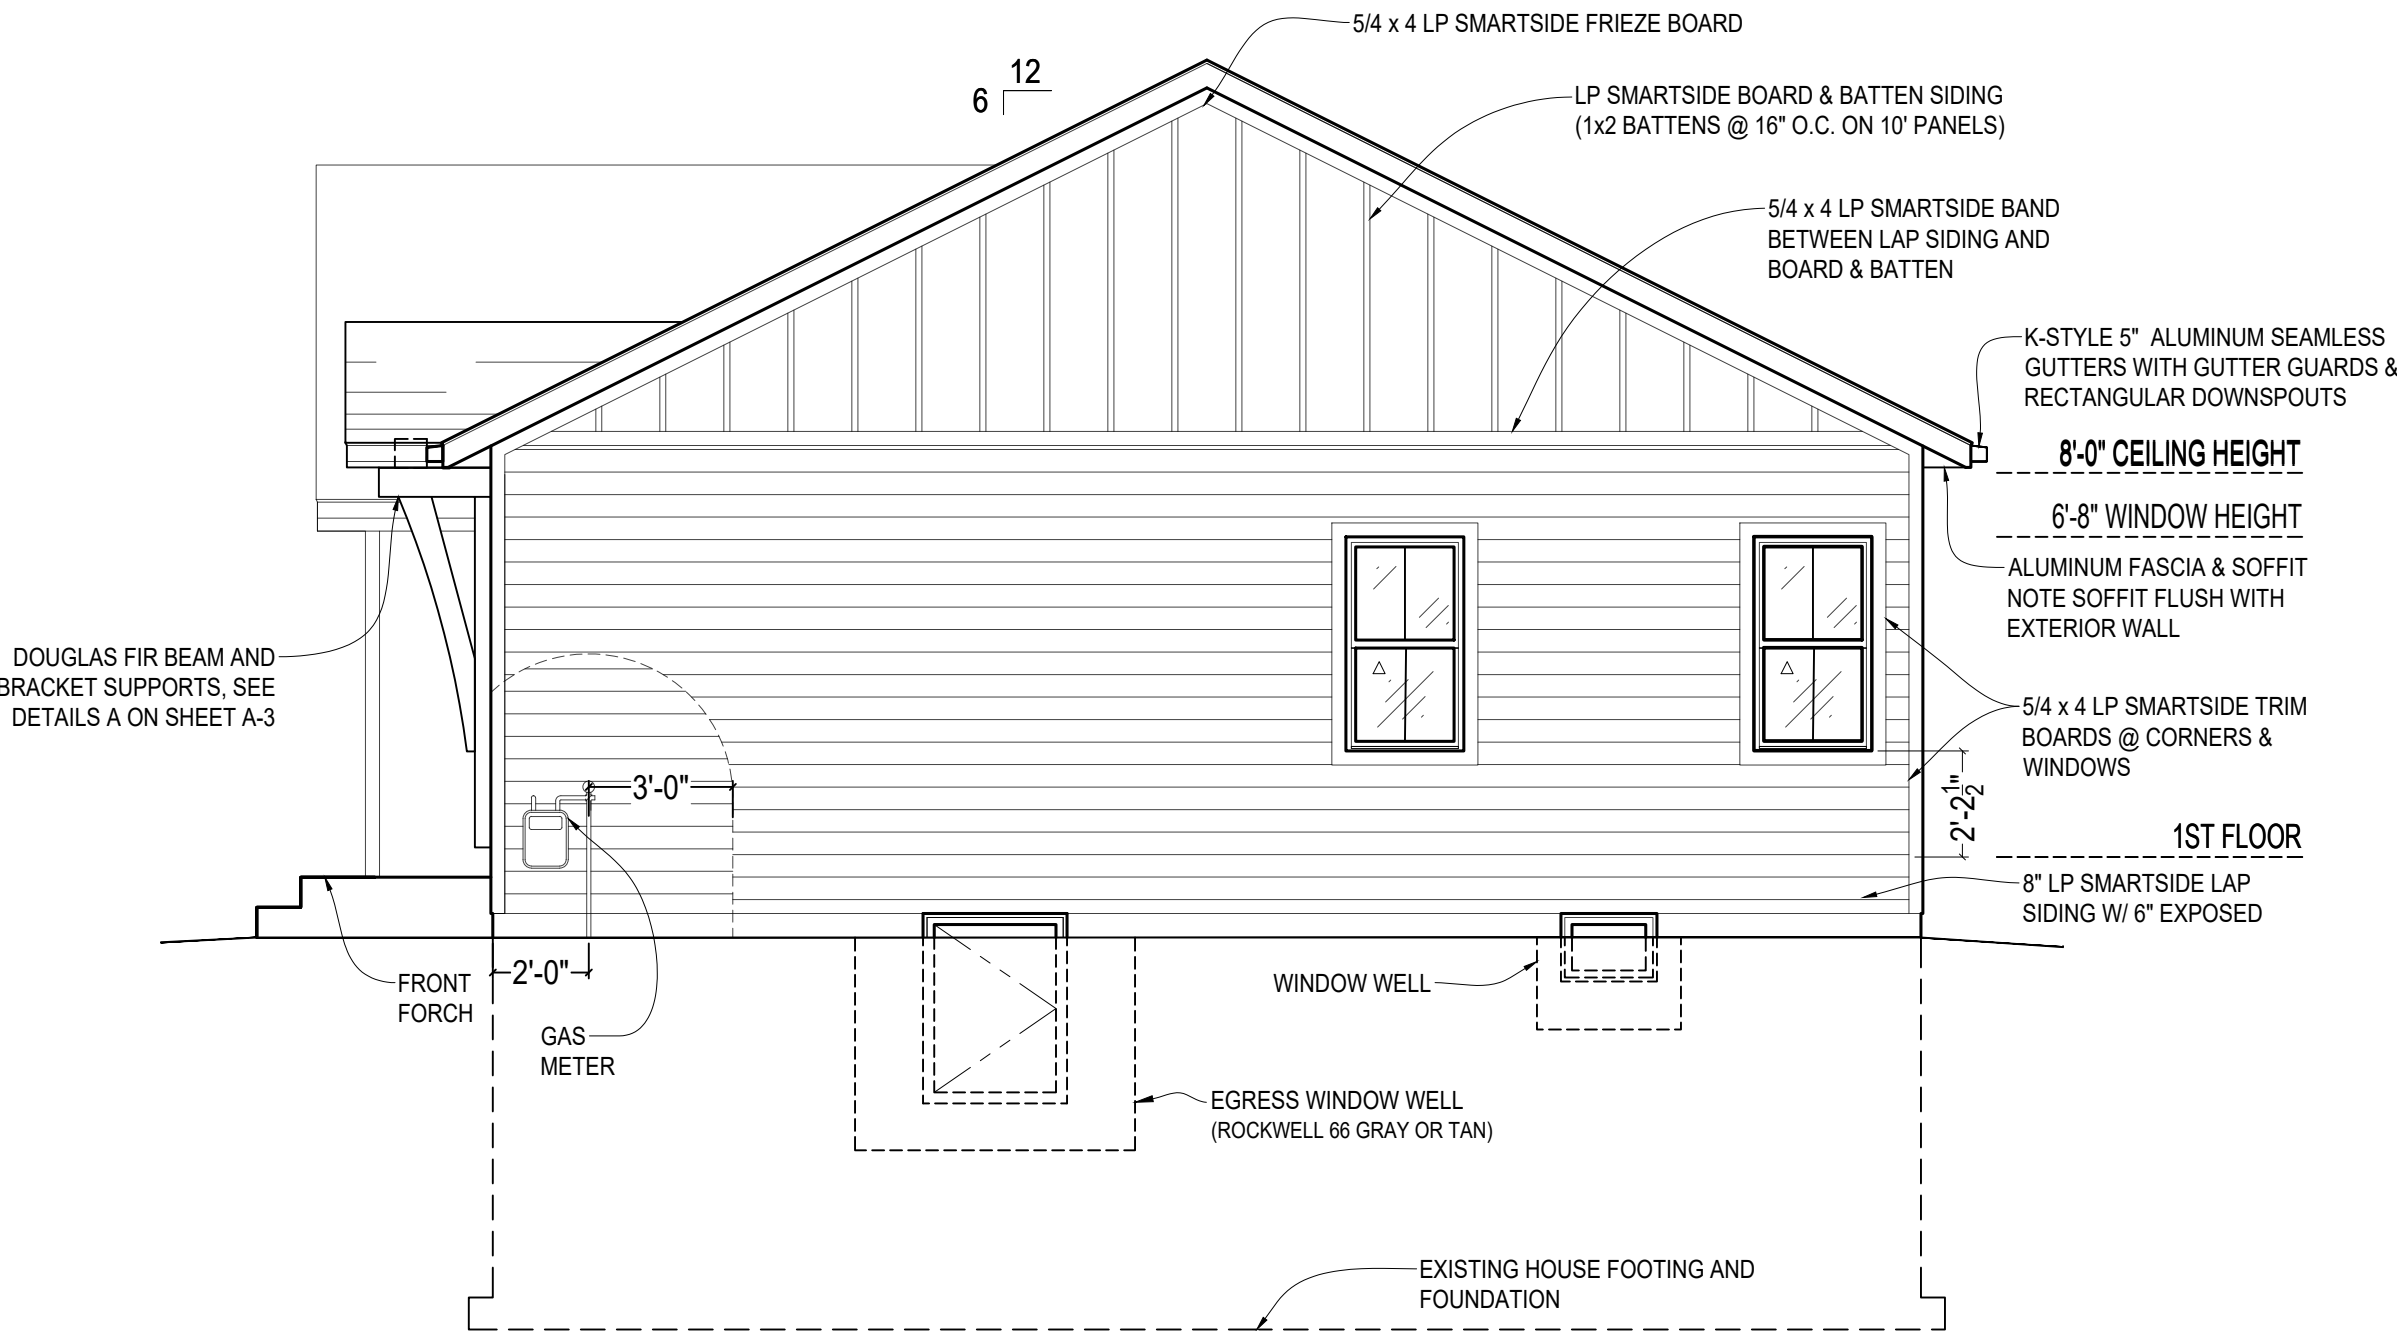 5/4 x 4 LP SMARTSIDE FRIEZE BOARD
12
6
LP SMARTSIDE BOARD & BATTEN SIDING
(1x2 BATTENS @ 16" O.C. ON 10' PANELS)
5/4 x 4 LP SMARTSIDE BAND
BETWEEN LAP SIDING AND
BOARD & BATTEN
K-STYLE 5" ALUMINUM SEAMLESS
GUTTERS WITH GUTTER GUARDS &
RECTANGULAR DOWNSPOUTS
8'-0" CEILING HEIGHT
6'-8" WINDOW HEIGHT
ALUMINUM FASCIA & SOFFIT
NOTE SOFFIT FLUSH WITH
EXTERIOR WALL
DOUGLAS FIR BEAM AND
BRACKET SUPPORTS, SEE
DETAILS A ON SHEET A-3
5/4 x 4 LP SMARTSIDE TRIM
BOARDS @ CORNERS &
WINDOWS
3'-0"
2'-2 1/2"
1ST FLOOR
8" LP SMARTSIDE LAP
SIDING W/ 6" EXPOSED
2'-0"
FRONT
FORCH
WINDOW WELL
GAS
METER
EGRESS WINDOW WELL
(ROCKWELL 66 GRAY OR TAN)
EXISTING HOUSE FOOTING AND
FOUNDATION